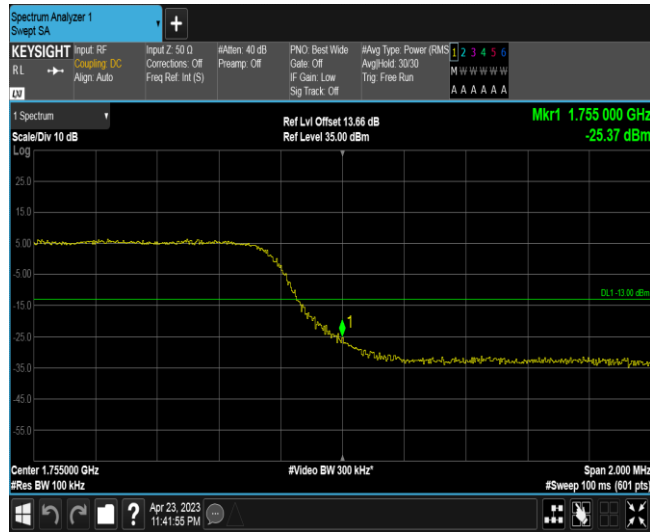 Spectrum Analyzer 1
Swept SA
KEYSIGHT Input: RF Input Z: 50 Ω #Atten: 40 dB PNO: Best Wide #Avg Type: Power (RMS 1 2 3 4 5 6
RL Coupling: DC Corrections: Off Preamp: Off Gate: Off Avg|Hold: 30/30 M W W W W W
Align: Auto Freq Ref: Int (S) IF Gain: Low Trig: Free Run
Sig Track: Off A A A A A A
LXI
1 Spectrum Ref Lvl Offset 13.66 dB Mkr1 1.755 000 GHz
Scale/Div 10 dB Ref Level 35.00 dBm -25.37 dBm
Log
25.0
15.0
5.00
-5.00
DL1 -13.00 dBm
-15.0
1
-25.0
-35.0
-45.0
-55.0
Center 1.755000 GHz #Video BW 300 kHz* Span 2.000 MHz
#Res BW 100 kHz #Sweep 100 ms (601 pts)
? Apr 23, 2023
11:41:55 PM